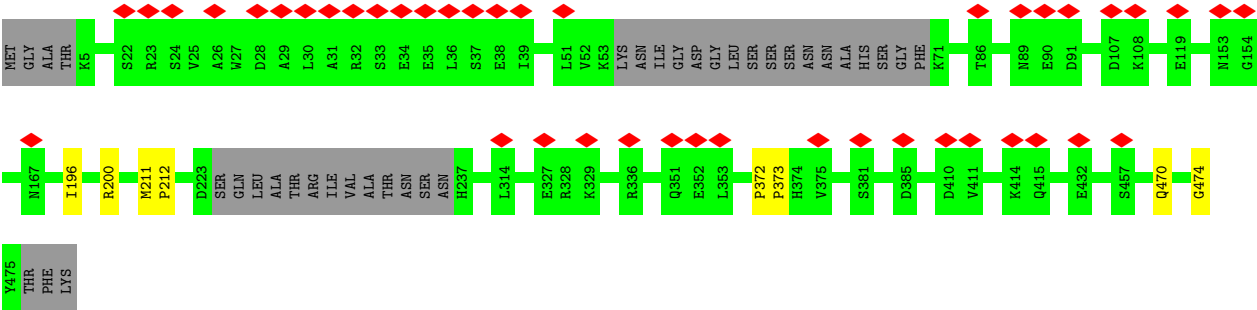 MET GLY ALA THR K5 S22 R23 S24 V25 A26 W27 D28 A29 L30 A31 R32 S33 E34 E35 L36 S37 E38 I39 L51 V52 K53 LYS ASN ILE GLY ASP GLY LEU SER SER SER ASN ASN ALA HIS SER GLY PHE K71 T86 N89 E90 D91 D107 K108 E119 N153 G154
N167 I196 R200 M211 P212 D223 SER GLN LEU ALA THR ARG ILE VAL ALA THR ASN SER ASN H237 L314 E327 R328 K329 R336 Q351 E352 L353 P372 P373 H374 V375 S381 D385 D410 V411 K414 Q415 E432 S457 Q470 G474
Y475 THR PHE LYS